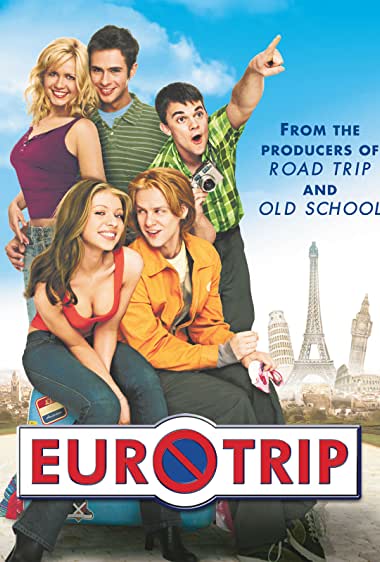 FROM THE
PRODUCERS OF
ROAD TRIP
AND
OLD SCHOOL
EUROTRIP